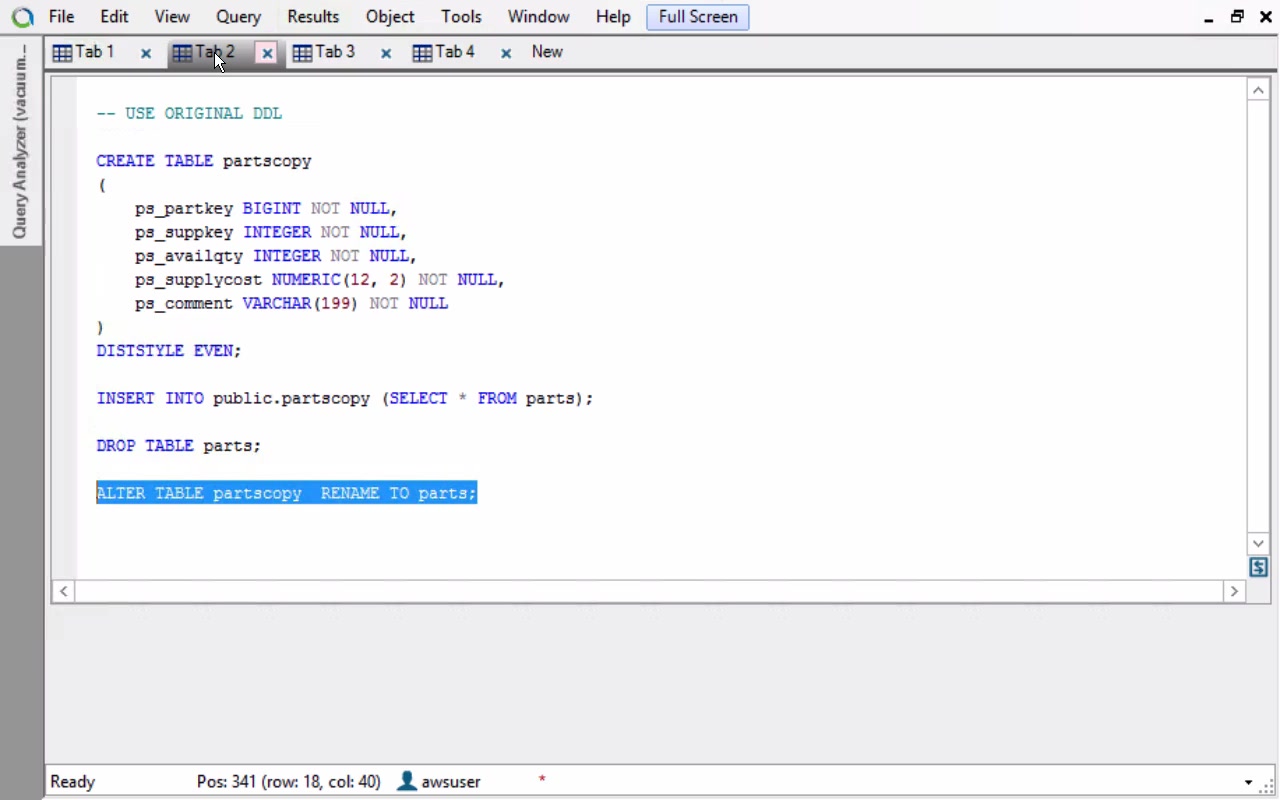 File Edit View Query Results Object Tools Window Help Full Screen
Tab 1 Tab 2 Tab 3 Tab 4 New
Query Analyzer (vacuum...
-- USE ORIGINAL DDL
CREATE TABLE partscopy
(
ps_partkey BIGINT NOT NULL,
ps_suppkey INTEGER NOT NULL,
ps_availqty INTEGER NOT NULL,
ps_supplycost NUMERIC(12, 2) NOT NULL,
ps_comment VARCHAR(199) NOT NULL
)
DISTSTYLE EVEN;
INSERT INTO public.partscopy (SELECT * FROM parts);
DROP TABLE parts;
ALTER TABLE partscopy  RENAME TO parts;
Ready Pos: 341 (row: 18, col: 40) awsuser *